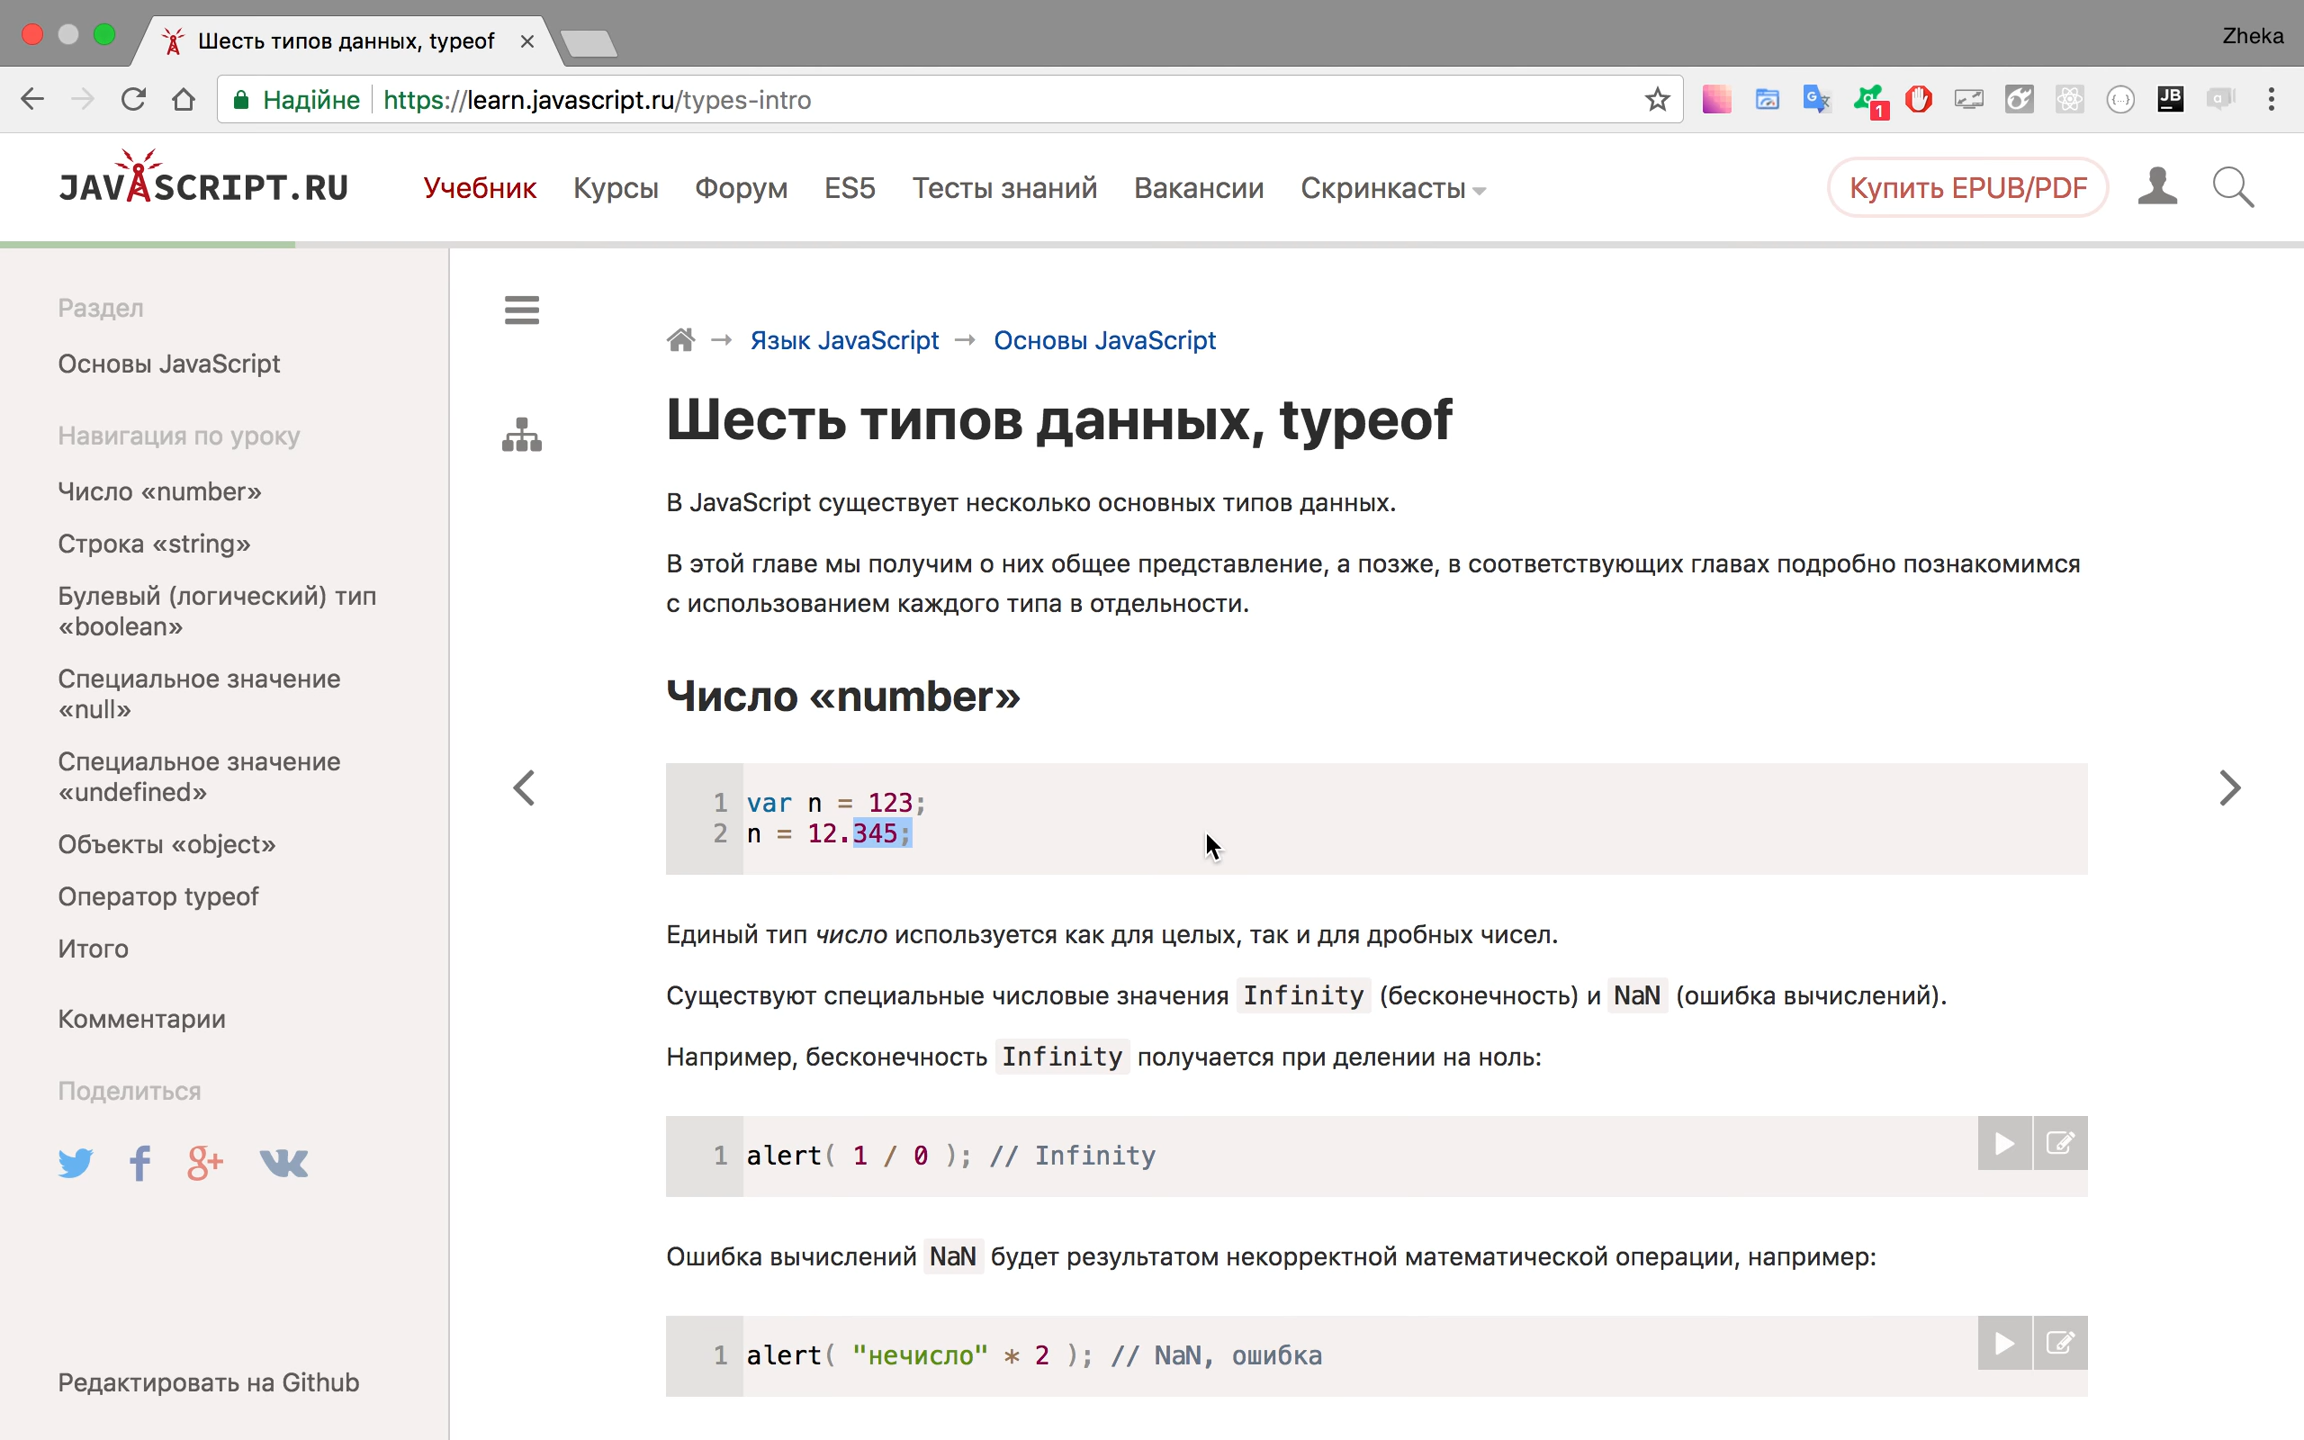 Шесть типов данных, typeof
Zheka
Надійне https://learn.javascript.ru/types-intro
1
JB
JAVASCRIPT.RU
Учебник Курсы Форум ES5 Тесты знаний Вакансии Скринкасты
Купить EPUB/PDF
Раздел
Основы JavaScript
Навигация по уроку
Число «number»
Строка «string»
Булевый (логический) тип
«boolean»
Специальное значение
«null»
Специальное значение
«undefined»
Объекты «object»
Оператор typeof
Итого
Комментарии
Поделиться
Редактировать на Github
→ Язык JavaScript → Основы JavaScript
Шесть типов данных, typeof
В JavaScript существует несколько основных типов данных.
В этой главе мы получим о них общее представление, а позже, в соответствующих главах подробно познакомимся
с использованием каждого типа в отдельности.
Число «number»
1 var n = 123;
2 n = 12.345;
Единый тип число используется как для целых, так и для дробных чисел.
Существуют специальные числовые значения Infinity (бесконечность) и NaN (ошибка вычислений).
Например, бесконечность Infinity получается при делении на ноль:
1 alert( 1 / 0 ); // Infinity
Ошибка вычислений NaN будет результатом некорректной математической операции, например:
1 alert( "нечисло" * 2 ); // NaN, ошибка